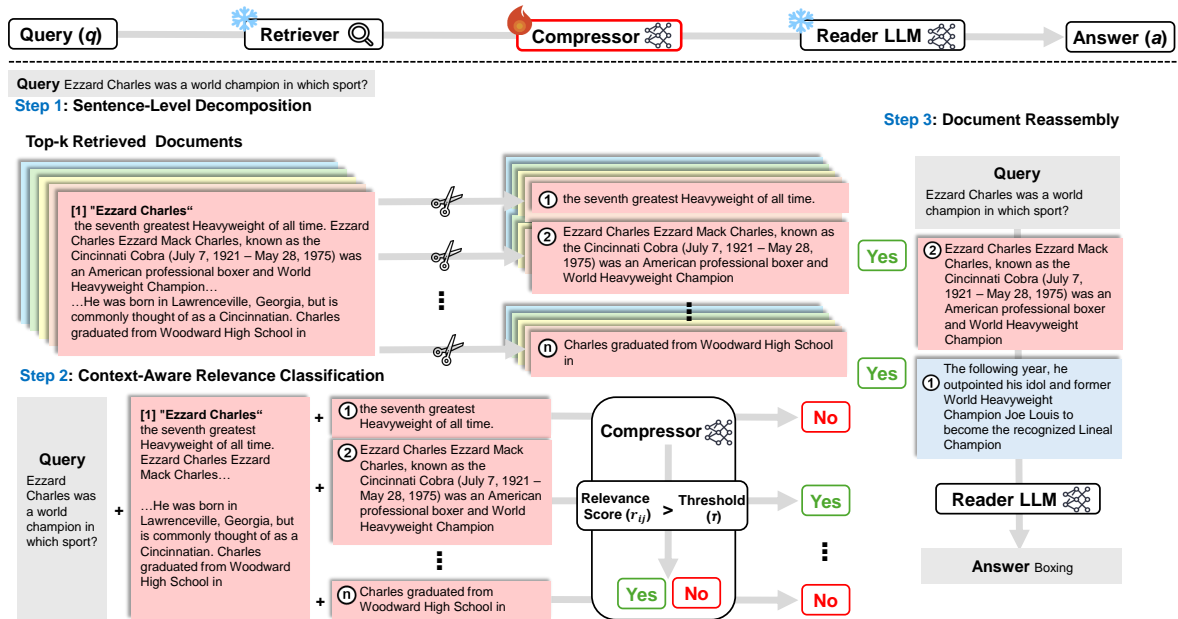 Query (q)
Retriever
Compressor
Reader LLM
Answer (a)
Query Ezzard Charles was a world champion in which sport?
Step 1: Sentence-Level Decomposition
Top-k Retrieved Documents
[1] "Ezzard Charles“
the seventh greatest Heavyweight of all time. Ezzard
Charles Ezzard Mack Charles, known as the
Cincinnati Cobra (July 7, 1921 – May 28, 1975) was
an American professional boxer and World
Heavyweight Champion…
…He was born in Lawrenceville, Georgia, but is
commonly thought of as a Cincinnatian. Charles
graduated from Woodward High School in
1 the seventh greatest Heavyweight of all time.
2 Ezzard Charles Ezzard Mack Charles, known as
the Cincinnati Cobra (July 7, 1921 – May 28,
1975) was an American professional boxer and
World Heavyweight Champion
n Charles graduated from Woodward High School
in
Step 2: Context-Aware Relevance Classification
Query
Ezzard
Charles was
a world
champion in
which sport?
+
[1] "Ezzard Charles“
the seventh greatest
Heavyweight of all time.
Ezzard Charles Ezzard
Mack Charles…
…He was born in
Lawrenceville, Georgia, but
is commonly thought of as a
Cincinnatian. Charles
graduated from Woodward
High School in
+
1 the seventh greatest
Heavyweight of all time.
+
2 Ezzard Charles Ezzard Mack
Charles, known as the
Cincinnati Cobra (July 7, 1921
– May 28, 1975) was an American
professional boxer and World
Heavyweight Champion
+
n Charles graduated from
Woodward High School in
Compressor
Relevance
Score (rij)
>
Threshold
(τ)
Yes
No
No
Yes
No
Step 3: Document Reassembly
Query
Ezzard Charles was a world
champion in which sport?
Yes
2 Ezzard Charles Ezzard Mack
Charles, known as the
Cincinnati Cobra (July 7,
1921 – May 28, 1975) was an
American professional boxer
and World Heavyweight
Champion
Yes
1 The following year, he
outpointed his idol and former
World Heavyweight
Champion Joe Louis to
become the recognized Lineal
Champion
Reader LLM
Answer Boxing